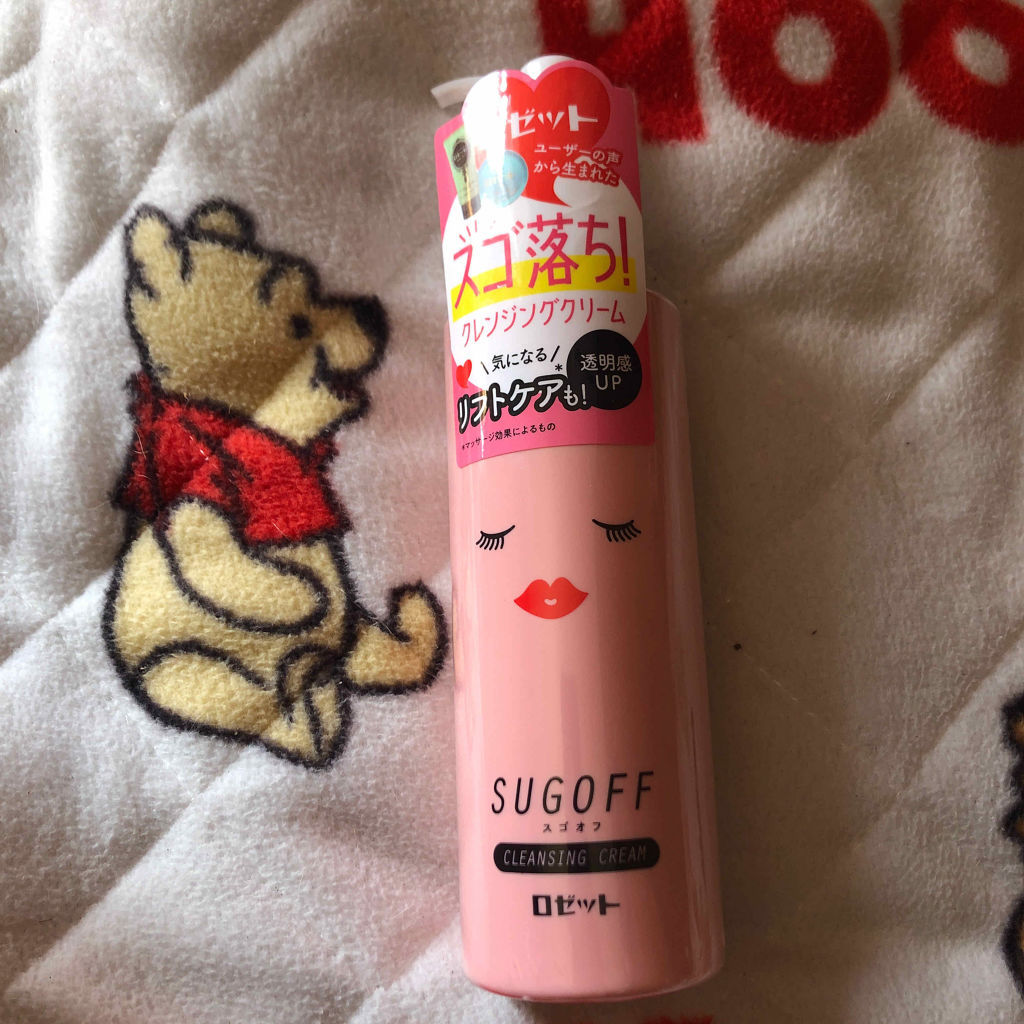 OO
ロゼット
ユーザーの声
から生まれた
スゴ落ち!
クレンジングクリーム
\気になる/
透明感
UP
リフトケアも!*
*マッサージ効果によるもの
SUGOFF
スゴオフ
CLEANSING CREAM
ロゼット